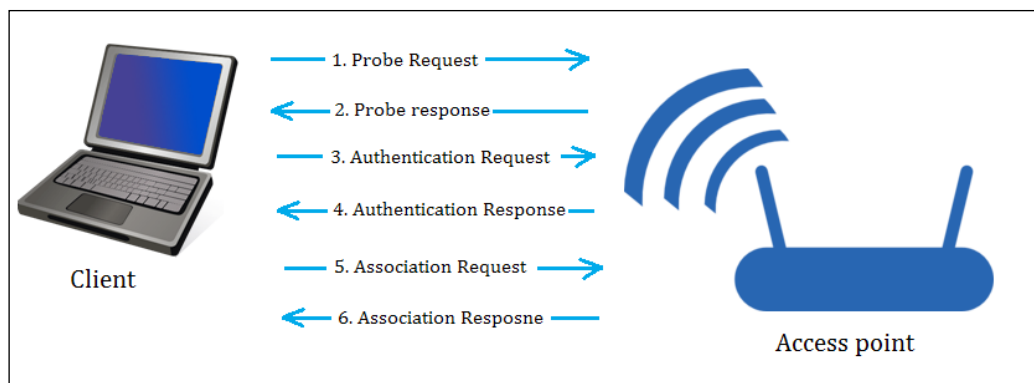 1. Probe Request
2. Probe response
3. Authentication Request
4. Authentication Response
5. Association Request
6. Association Resposne
Client
Access point